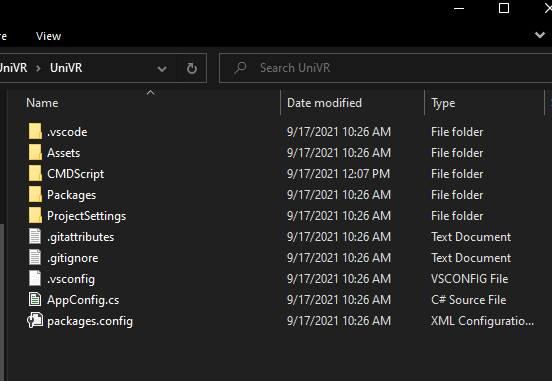 re View
UniVR > UniVR Search UniVR
Name Date modified Type
.vscode 9/17/2021 10:26 AM File folder
Assets 9/17/2021 10:26 AM File folder
CMDScript 9/17/2021 12:07 PM File folder
Packages 9/17/2021 10:26 AM File folder
ProjectSettings 9/17/2021 10:26 AM File folder
.gitattributes 9/17/2021 10:26 AM Text Document
.gitignore 9/17/2021 10:26 AM Text Document
.vsconfig 9/17/2021 10:26 AM VSCONFIG File
AppConfig.cs 9/17/2021 10:26 AM C# Source File
packages.config 9/17/2021 10:26 AM XML Configuratio...